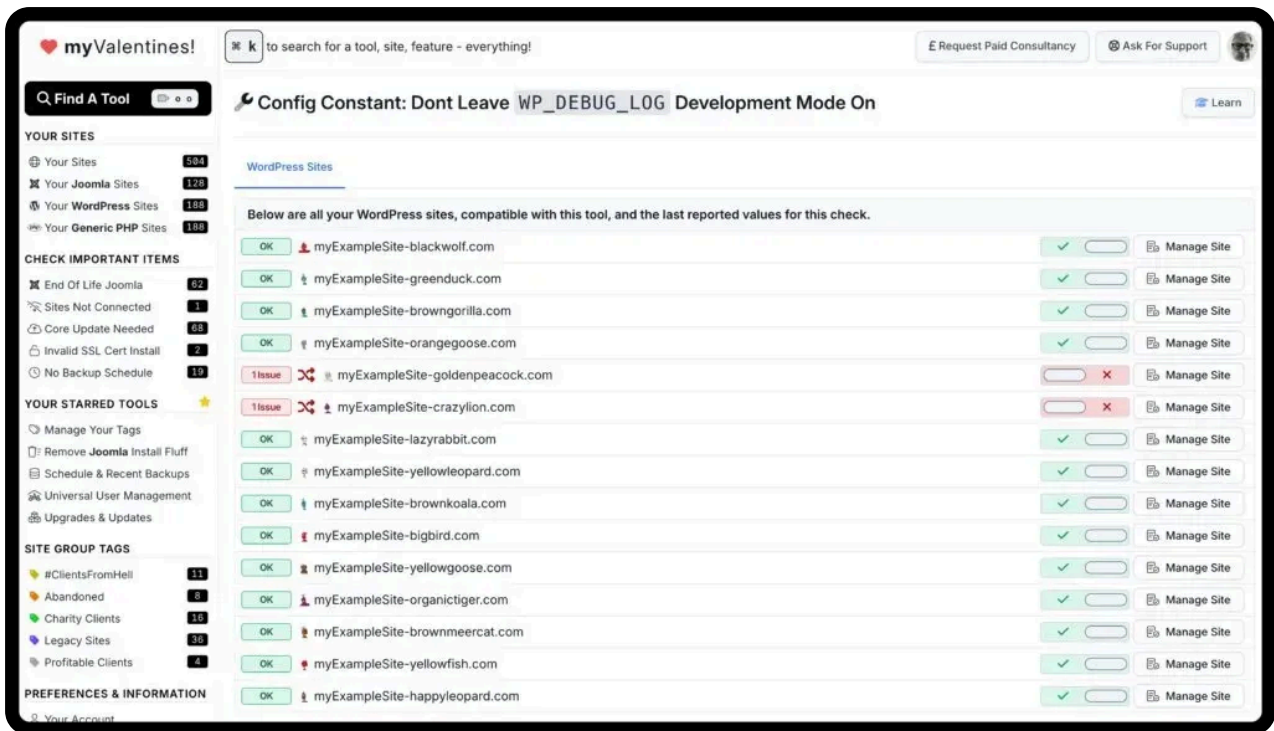 myValentines!
⌘ k to search for a tool, site, feature - everything!
£ Request Paid Consultancy
Ask For Support
Find A Tool
Config Constant: Dont Leave WP_DEBUG_LOG Development Mode On
Learn
YOUR SITES
Your Sites 504
Your Joomla Sites 128
Your WordPress Sites 188
Your Generic PHP Sites 188
CHECK IMPORTANT ITEMS
End Of Life Joomla 62
Sites Not Connected 1
Core Update Needed 68
Invalid SSL Cert Install 2
No Backup Schedule 19
YOUR STARRED TOOLS
Manage Your Tags
Remove Joomla Install Fluff
Schedule & Recent Backups
Universal User Management
Upgrades & Updates
SITE GROUP TAGS
#ClientsFromHell 11
Abandoned 8
Charity Clients 16
Legacy Sites 36
Profitable Clients 4
PREFERENCES & INFORMATION
Your Account
WordPress Sites
Below are all your WordPress sites, compatible with this tool, and the last reported values for this check.
OK myExampleSite-blackwolf.com Manage Site
OK myExampleSite-greenduck.com Manage Site
OK myExampleSite-browngorilla.com Manage Site
OK myExampleSite-orangegoose.com Manage Site
1 Issue myExampleSite-goldenpeacock.com Manage Site
1 Issue myExampleSite-crazylion.com Manage Site
OK myExampleSite-lazyrabbit.com Manage Site
OK myExampleSite-yellowleopard.com Manage Site
OK myExampleSite-brownkoala.com Manage Site
OK myExampleSite-bigbird.com Manage Site
OK myExampleSite-yellowgoose.com Manage Site
OK myExampleSite-organictiger.com Manage Site
OK myExampleSite-brownmeercat.com Manage Site
OK myExampleSite-yellowfish.com Manage Site
OK myExampleSite-happyleopard.com Manage Site